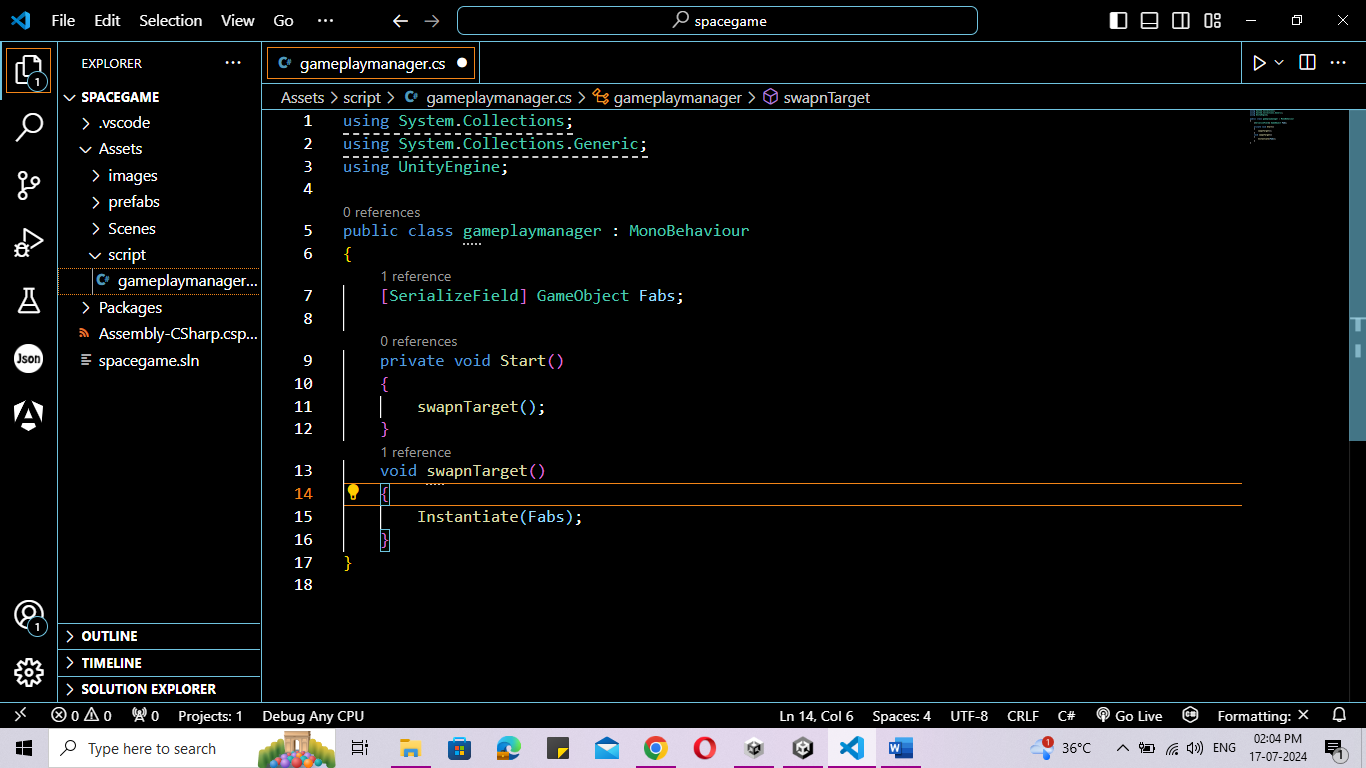 File Edit Selection View Go ··· spacegame
EXPLORER ···
gameplaymanager.cs
SPACEGAME
Assets > script > gameplaymanager.cs > gameplaymanager > swapnTarget
.vscode
Assets
images
prefabs
Scenes
script
gameplaymanager...
Packages
Assembly-CSharp.csp...
spacegame.sln
OUTLINE
TIMELINE
SOLUTION EXPLORER
1 using System.Collections;
2 using System.Collections.Generic;
3 using UnityEngine;
4
0 references
5 public class gameplaymanager : MonoBehaviour
6 {
1 reference
7 [SerializeField] GameObject Fabs;
8
0 references
9 private void Start()
10 {
11 swapnTarget();
12 }
1 reference
13 void swapnTarget()
14 {
15 Instantiate(Fabs);
16 }
17 }
18
1
Json
1
0 0 0 Projects: 1 Debug Any CPU Ln 14, Col 6 Spaces: 4 UTF-8 CRLF C# Go Live Formatting: ×
Type here to search 1 36°C ENG 02:04 PM
17-07-2024 1